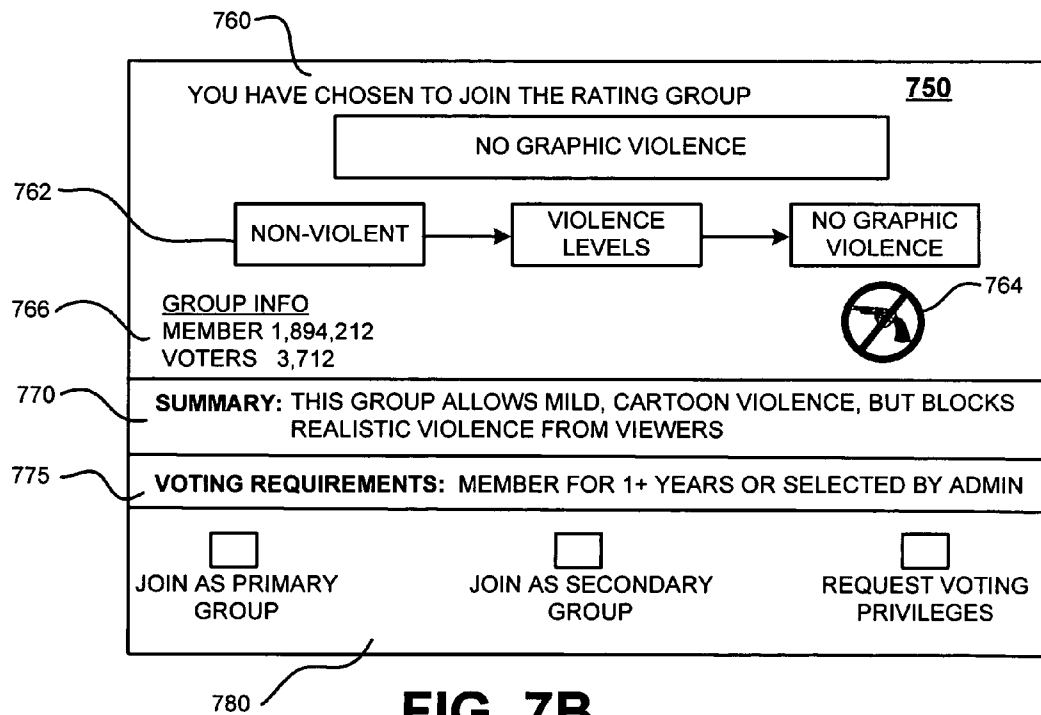 760
YOU HAVE CHOSEN TO JOIN THE RATING GROUP
750
NO GRAPHIC VIOLENCE
762
NON-VIOLENT
VIOLENCE
LEVELS
NO GRAPHIC
VIOLENCE
764
766
GROUP INFO
MEMBER 1,894,212
VOTERS 3,712
770
SUMMARY: THIS GROUP ALLOWS MILD, CARTOON VIOLENCE, BUT BLOCKS
REALISTIC VIOLENCE FROM VIEWERS
775
VOTING REQUIREMENTS: MEMBER FOR 1+ YEARS OR SELECTED BY ADMIN
JOIN AS PRIMARY
GROUP
JOIN AS SECONDARY
GROUP
REQUEST VOTING
PRIVILEGES
780
FIG. 7B